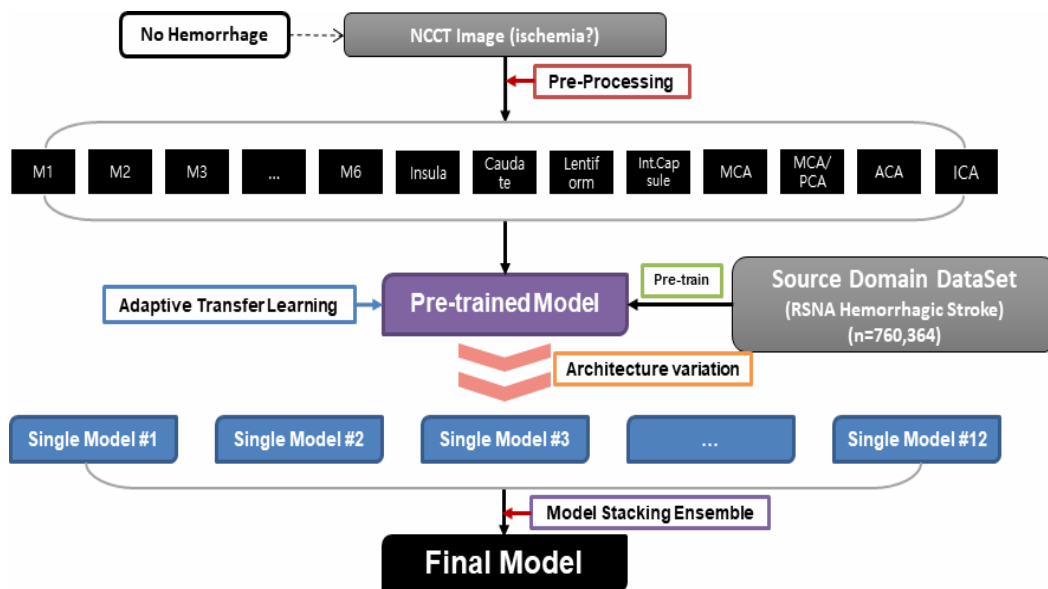 No Hemorrhage
NCCT Image (ischemia?)
Pre-Processing
M1
M2
M3
...
M6
Insula
Cauda
te
Lentif
orm
Int.Cap
sule
MCA
MCA/
PCA
ACA
ICA
Adaptive Transfer Learning
Pre-trained Model
Pre-train
Source Domain DataSet
(RSNA Hemorrhagic Stroke)
(n=760,364)
Architecture variation
Single Model #1
Single Model #2
Single Model #3
...
Single Model #12
Model Stacking Ensemble
Final Model